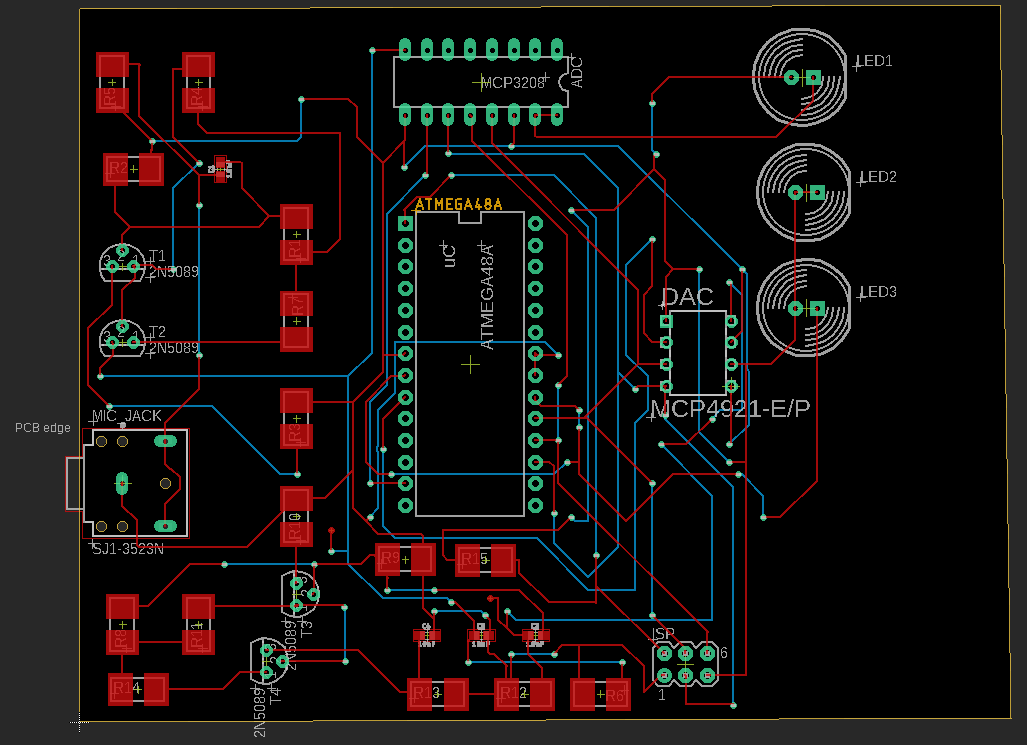 LED1
ADC
MCP3208
R5
R4
R2
LED2
ATMEGA48A
R1
uC
ATMEGA48A
T1
3 2 1
2N5089
LED3
DAC
R7
T2
3 2 1
2N5089
MCP4921-E/P
MIC_JACK
PCB edge
R3
R10
SJ1-3523N
R9
R15
T3
2N5089
R8
R11
ISP
6
1
R14
T4
2N5089
R13
R12
R6